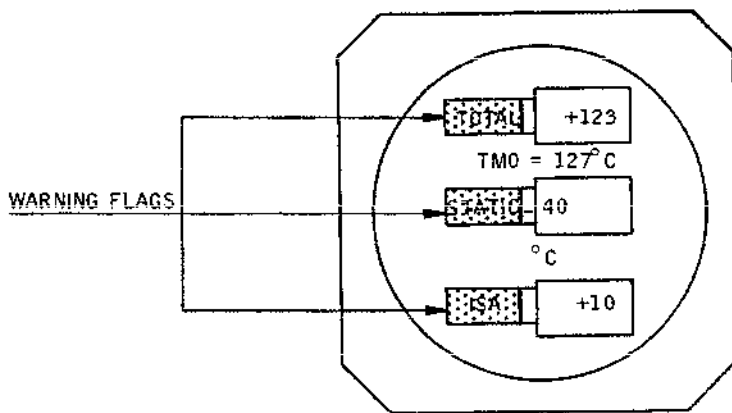 TOTAL +123
TMO = 127°C
WARNING FLAGS
STATIC - 40
°C
ISA +10